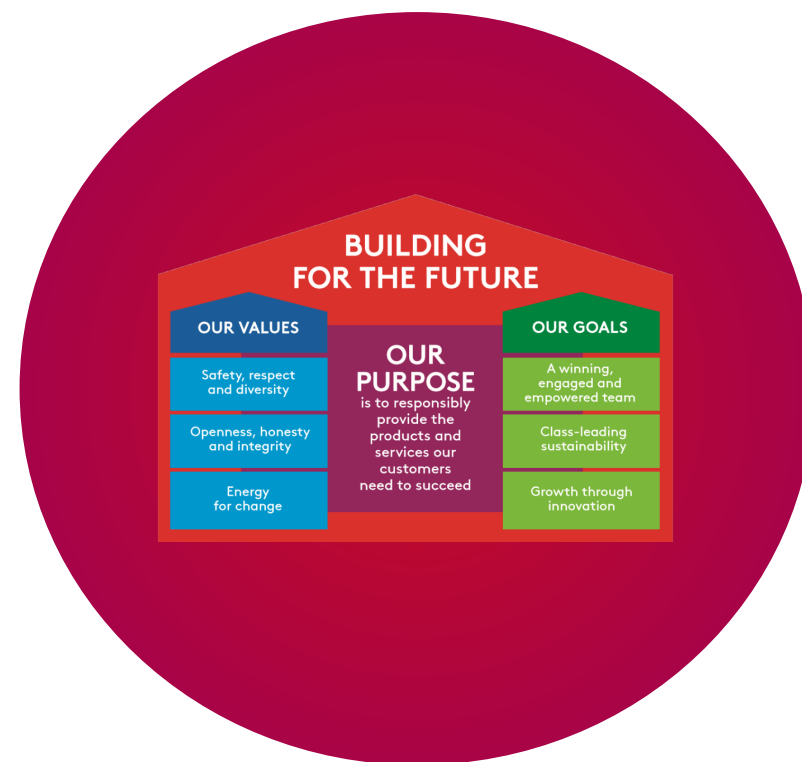 BUILDING
FOR THE FUTURE
OUR VALUES
Safety, respect
and diversity
Openness, honesty
and integrity
Energy
for change
OUR
PURPOSE
is to responsibly
provide the
products and
services our
customers
need to succeed
OUR GOALS
A winning,
engaged and
empowered team
Class-leading
sustainability
Growth through
innovation